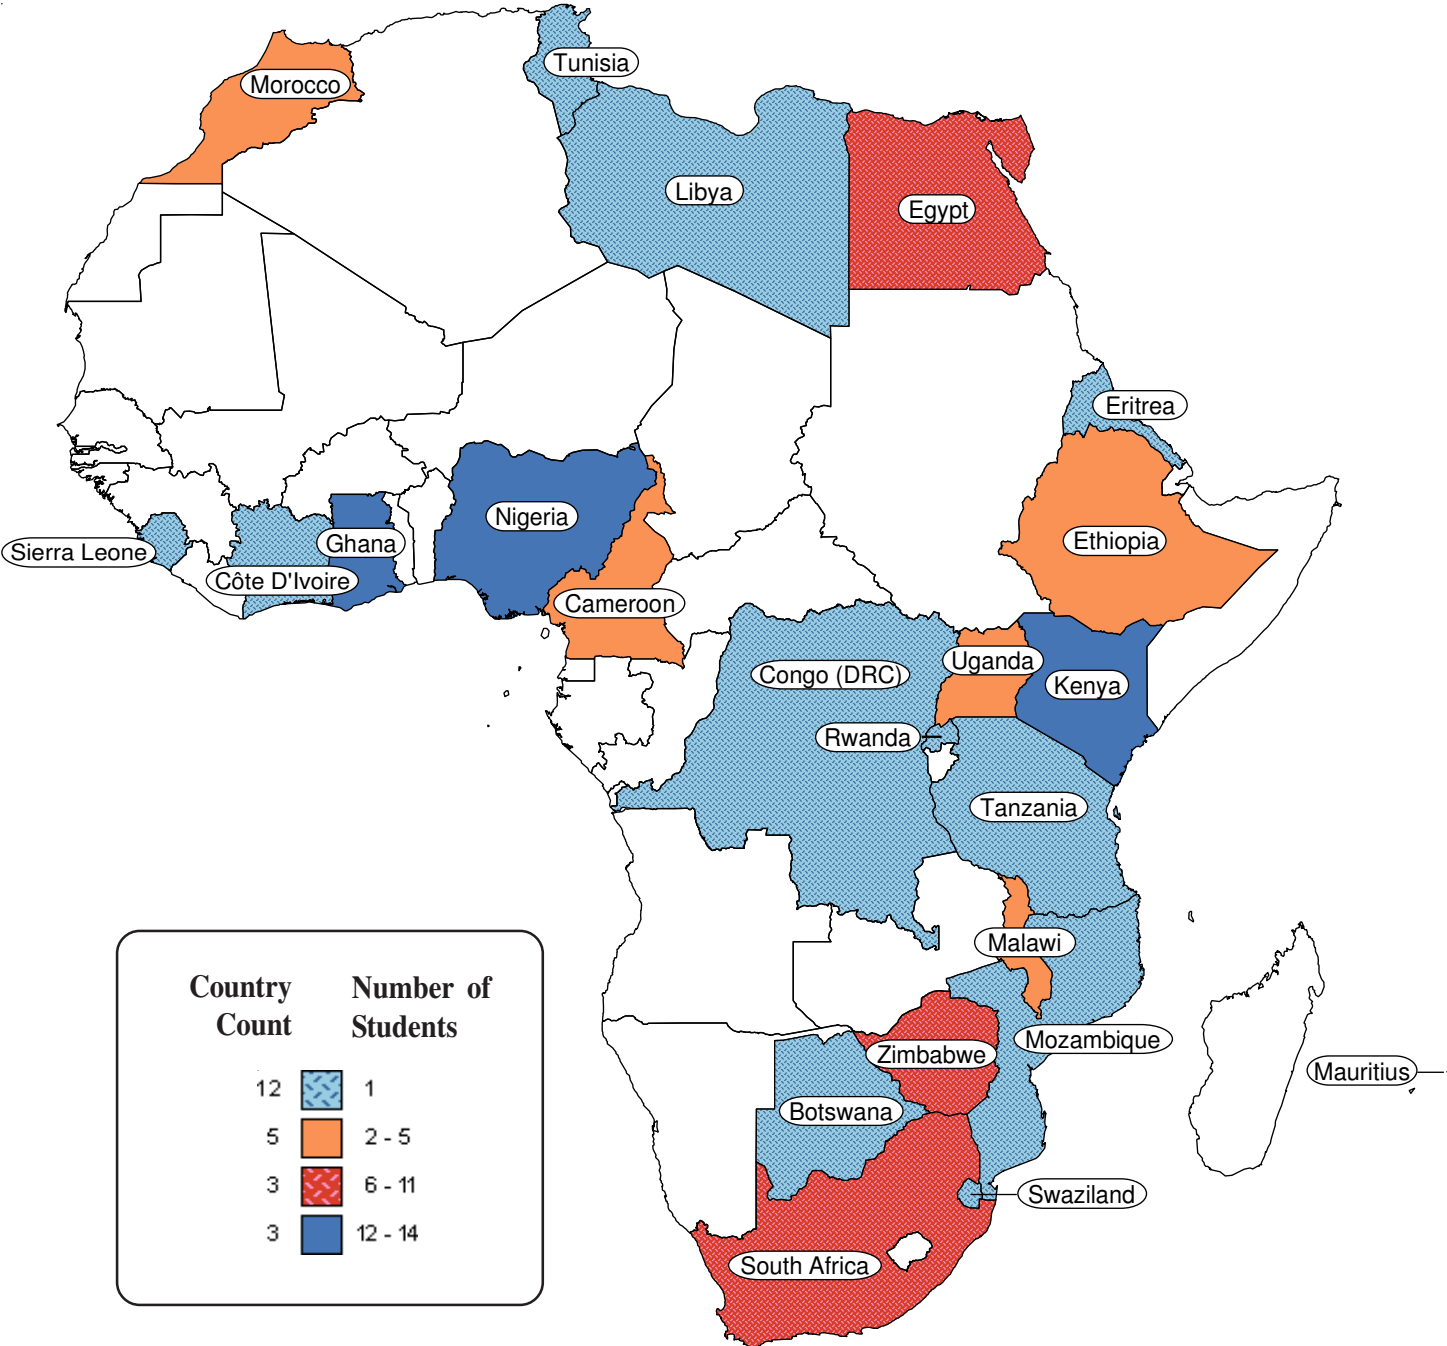 Tunisia
Morocco
Libya
Egypt
Eritrea
Nigeria
Ghana
Ethiopia
Sierra Leone
Côte D'Ivoire
Cameroon
Uganda
Congo (DRC)
Kenya
Rwanda
Tanzania
Malawi
Mozambique
Zimbabwe
Mauritius
Botswana
Swaziland
South Africa
Country Count
Number of Students
12 1
5 2 - 5
3 6 - 11
3 12 - 14